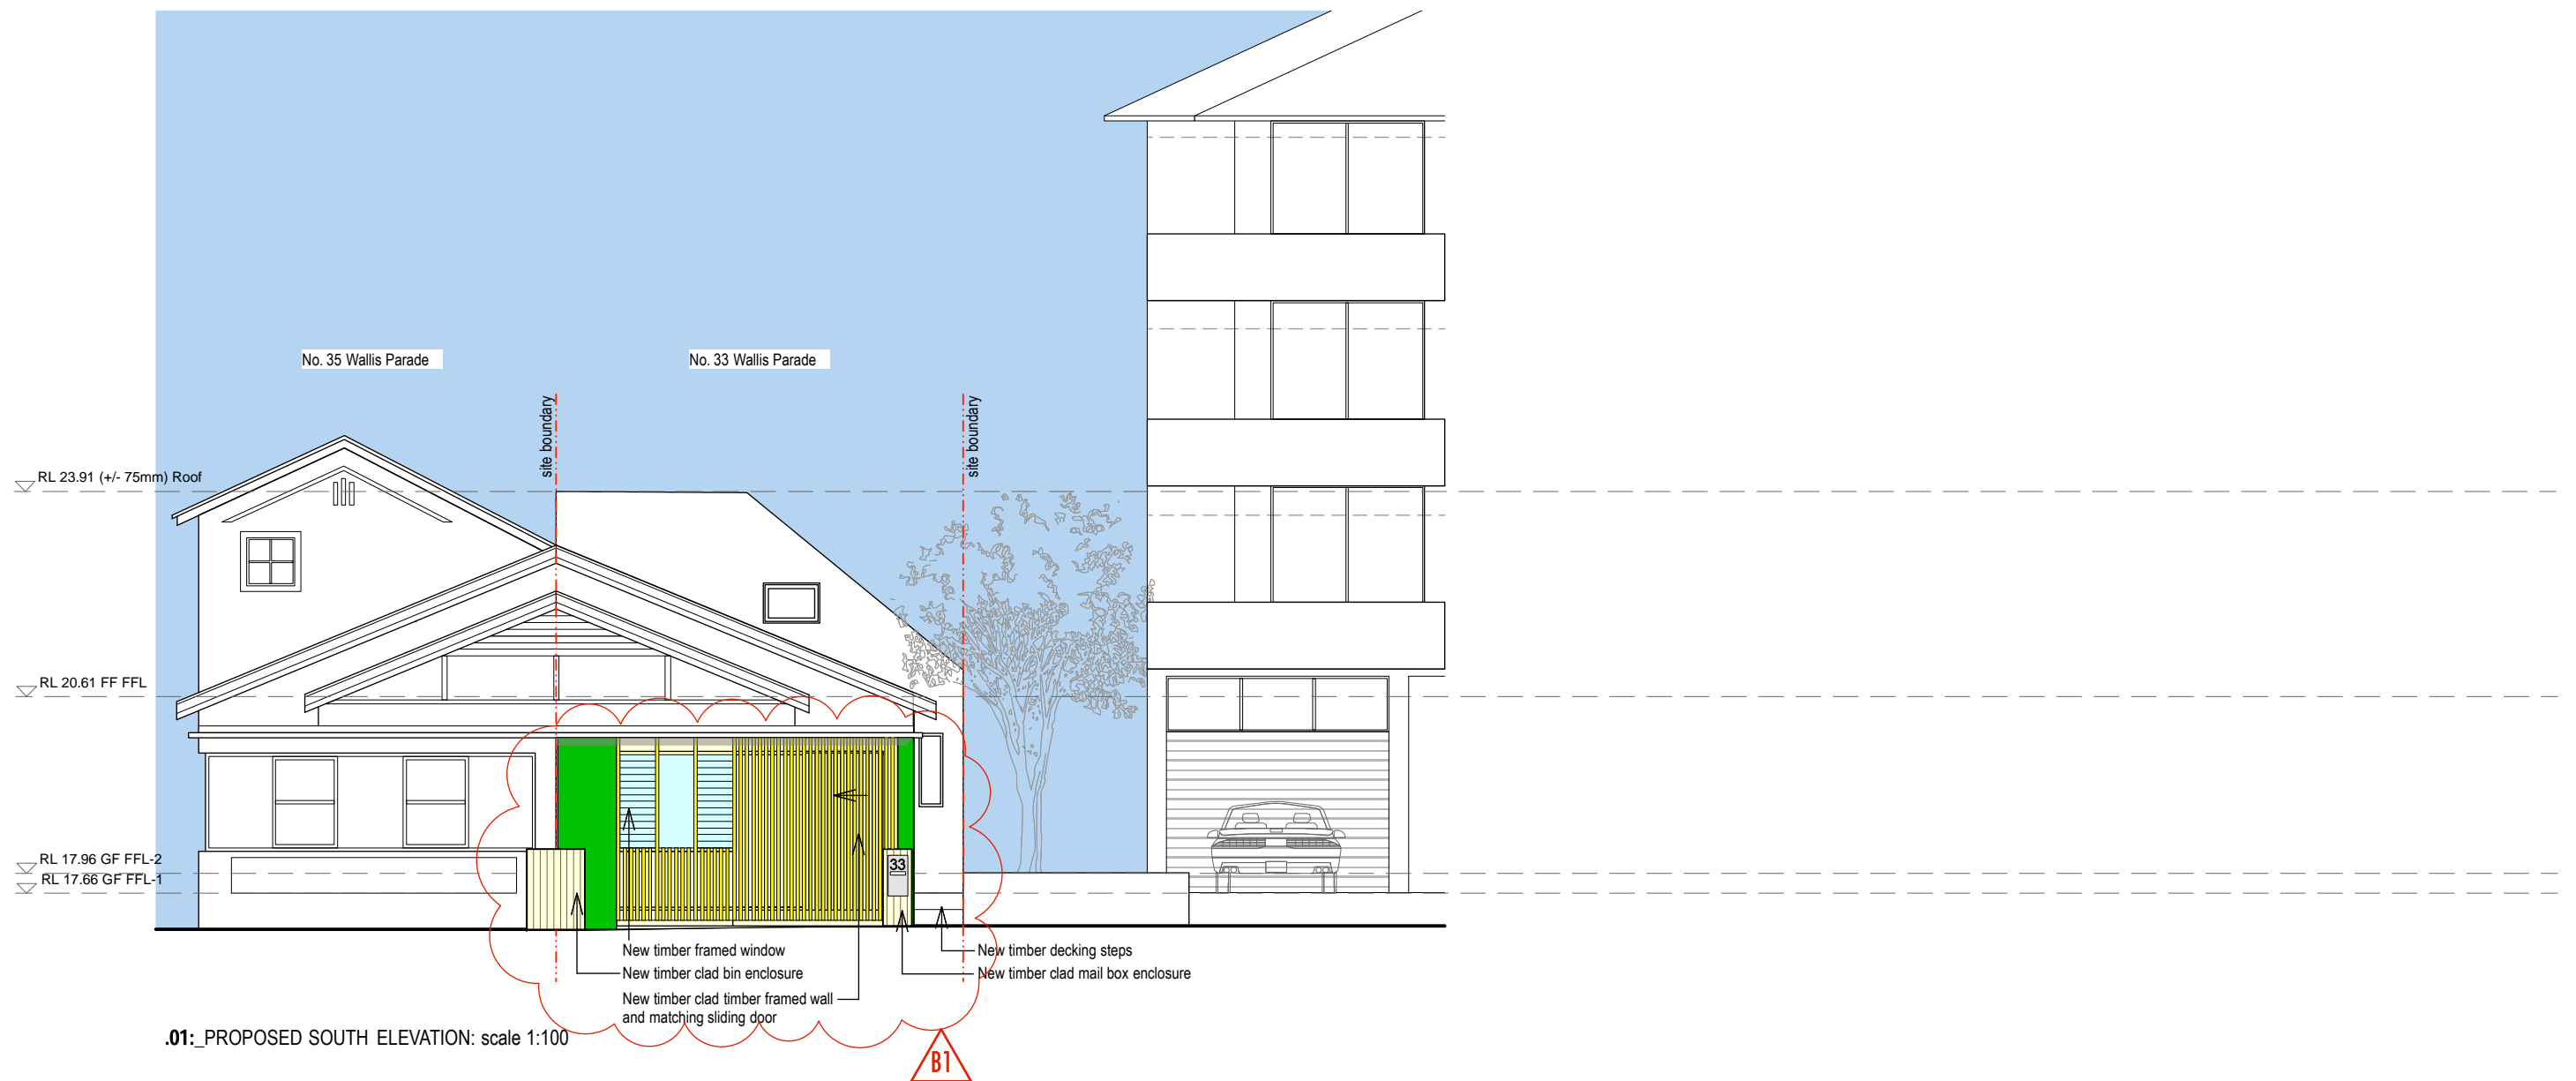 No. 35 Wallis Parade
No. 33 Wallis Parade
site boundary
site boundary
RL 23.91 (+/- 75mm) Roof
RL 20.61 FF FFL
RL 17.96 GF FFL-2
RL 17.66 GF FFL-1
33
New timber framed window
New timber clad bin enclosure
New timber clad timber framed wall
and matching sliding door
New timber decking steps
New timber clad mail box enclosure
.01:_PROPOSED SOUTH ELEVATION: scale 1:100
B1